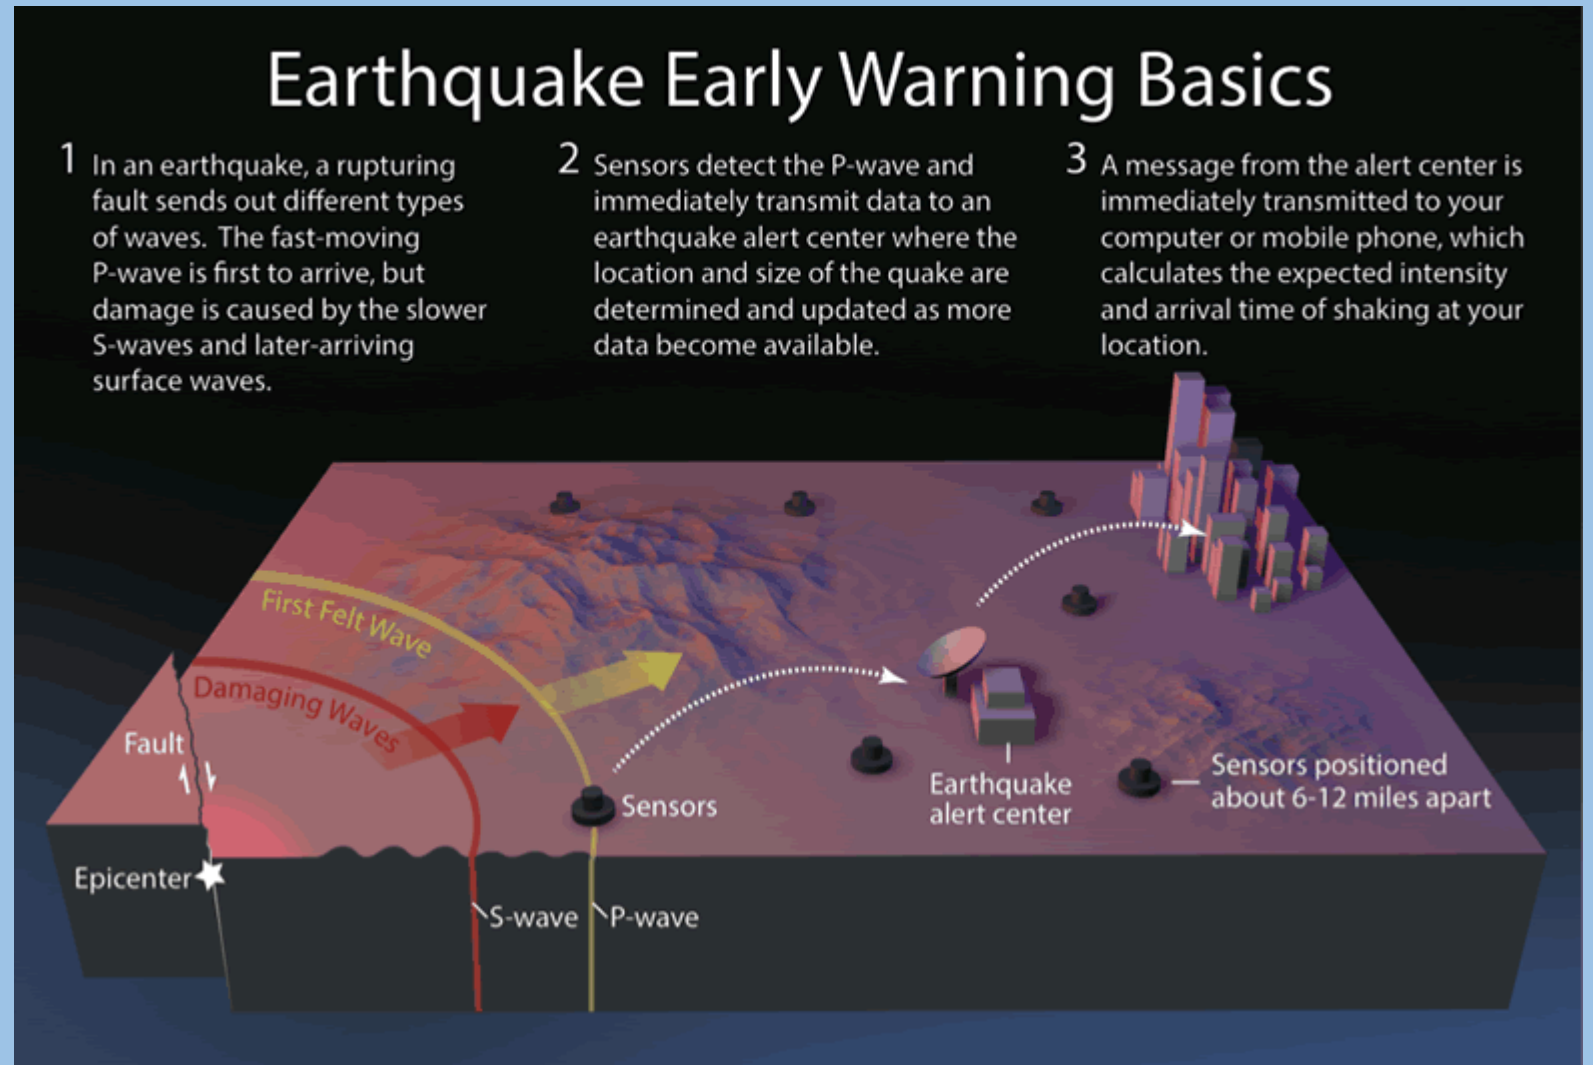 Earthquake Early Warning Basics
1 In an earthquake, a rupturing
fault sends out different types
of waves. The fast-moving
P-wave is first to arrive, but
damage is caused by the slower
S-waves and later-arriving
surface waves.
2 Sensors detect the P-wave and
immediately transmit data to an
earthquake alert center where the
location and size of the quake are
determined and updated as more
data become available.
3 A message from the alert center is
immediately transmitted to your
computer or mobile phone, which
calculates the expected intensity
and arrival time of shaking at your
location.
First Felt Wave
Damaging Waves
Fault
Sensors
Earthquake
alert center
Sensors positioned
about 6-12 miles apart
Epicenter
S-wave
P-wave